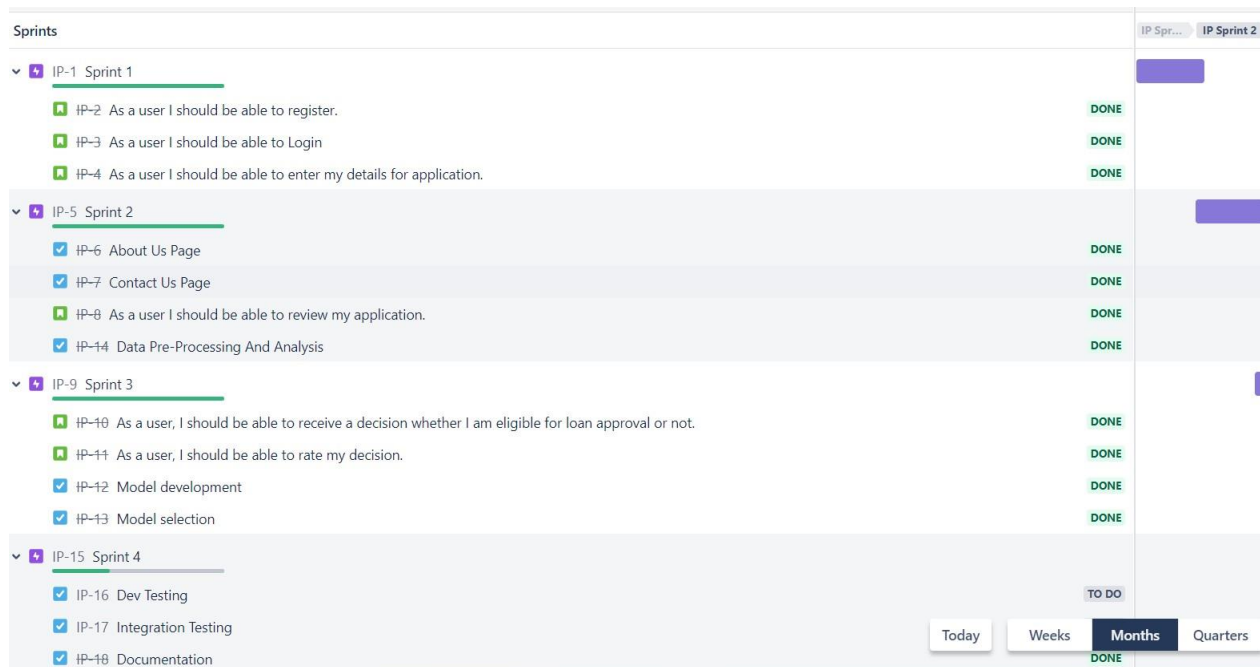 Sprints IP Spr... IP Sprint 2
IP-1 Sprint 1
IP-2 As a user I should be able to register. DONE
IP-3 As a user I should be able to Login DONE
IP-4 As a user I should be able to enter my details for application. DONE
IP-5 Sprint 2
IP-6 About Us Page DONE
IP-7 Contact Us Page DONE
IP-8 As a user I should be able to review my application. DONE
IP-14 Data Pre-Processing And Analysis DONE
IP-9 Sprint 3
IP-10 As a user, I should be able to receive a decision whether I am eligible for loan approval or not. DONE
IP-11 As a user, I should be able to rate my decision. DONE
IP-12 Model development DONE
IP-13 Model selection DONE
IP-15 Sprint 4
IP-16 Dev Testing TO DO
IP-17 Integration Testing Today Weeks Months Quarters
IP-18 Documentation DONE